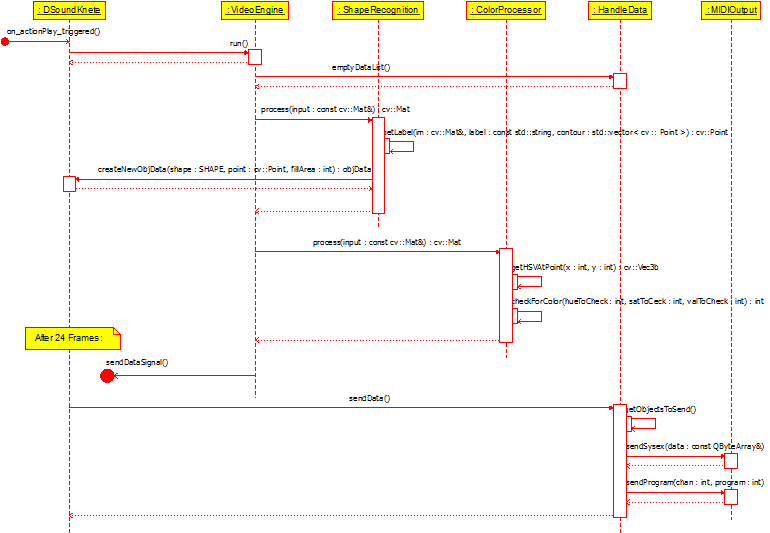 : DSoundKnete
: VideoEngine
: ShapeRecognition
: ColorProcessor
: HandleData
: MIDIOutput
on_actionPlay_triggered()
run()
emptyDataList()
process(input : const cv::Mat&) : cv::Mat
setLabel(im : cv::Mat&, label : const std::string, contour : std::vector< cv :: Point >) : cv::Point
createNewObjData(shape : SHAPE, point : cv::Point, fillArea : int) : objData
process(input : const cv::Mat&) : cv::Mat
getHSVAtPoint(x : int, y : int) : cv::Vec3b
checkForColor(hueToCheck : int, satToCeck : int, valToCheck : int) : int
After 24 Frames:
sendDataSignal()
sendData()
getObjectsToSend()
sendSysex(data : const QByteArray&)
sendProgram(chan : int, program : int)